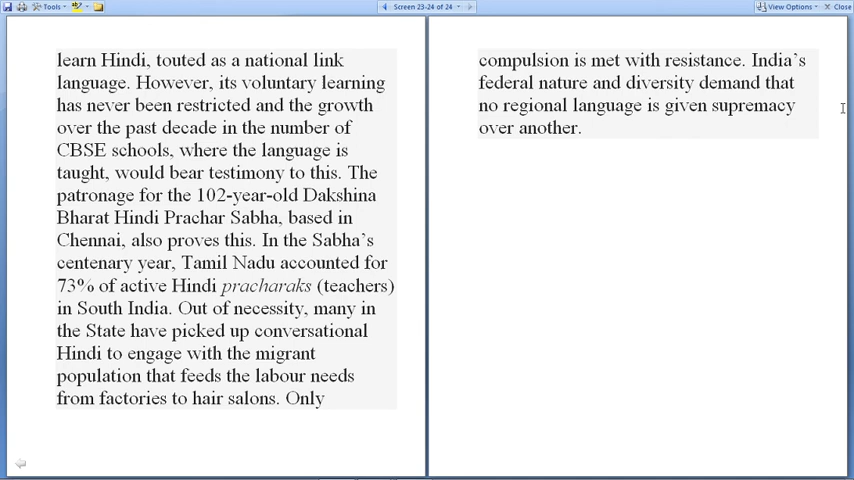 Tools
Screen 23-24 of 24
View Options
Close
learn Hindi, touted as a national link
language. However, its voluntary learning
has never been restricted and the growth
over the past decade in the number of
CBSE schools, where the language is
taught, would bear testimony to this. The
patronage for the 102-year-old Dakshina
Bharat Hindi Prachar Sabha, based in
Chennai, also proves this. In the Sabha’s
centenary year, Tamil Nadu accounted for
73% of active Hindi pracharaks (teachers)
in South India. Out of necessity, many in
the State have picked up conversational
Hindi to engage with the migrant
population that feeds the labour needs
from factories to hair salons. Only
compulsion is met with resistance. India’s
federal nature and diversity demand that
no regional language is given supremacy
over another.